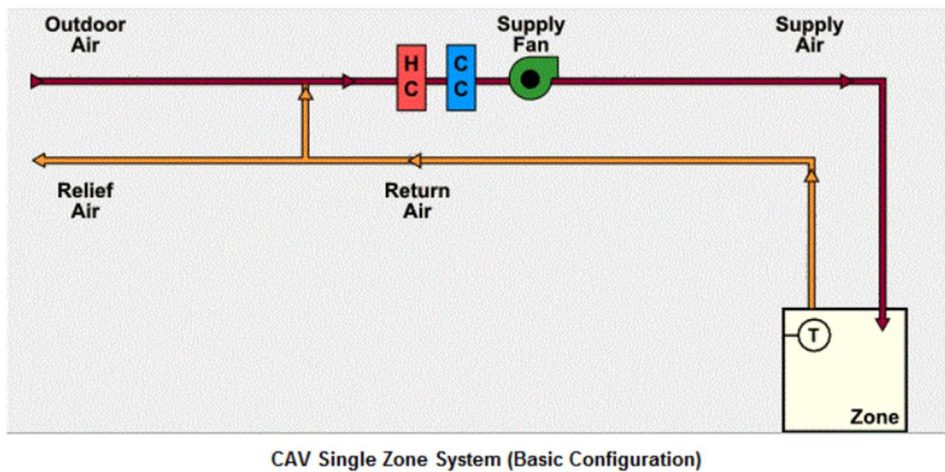 Outdoor
Air
Supply
Fan
Supply
Air
H
C
C
C
Relief
Air
Return
Air
T
Zone
CAV Single Zone System (Basic Configuration)